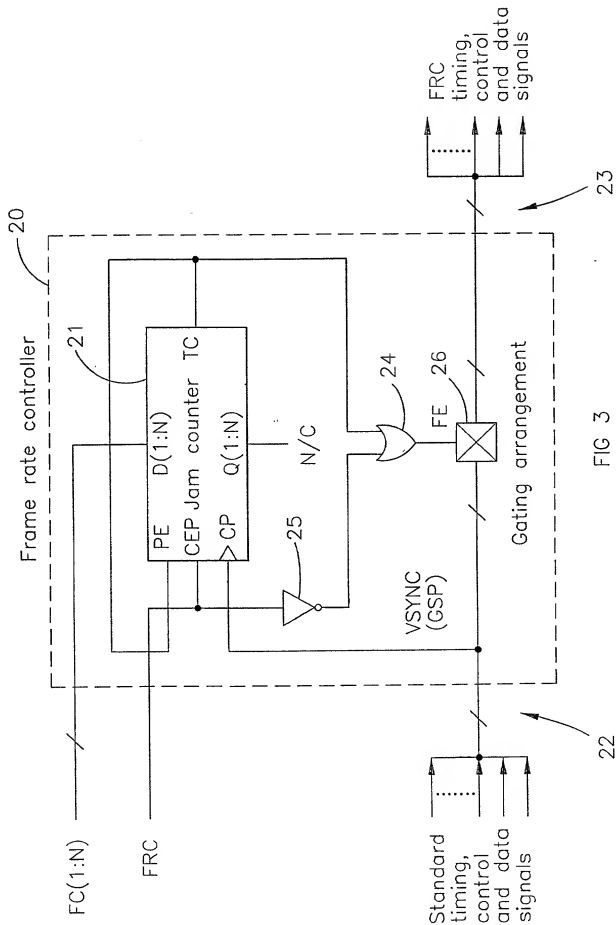 Frame rate controller
20
21
FC(1:N)
FRC
PE
D(1:N)
CEP Jam counter TC
CP
Q(1:N)
N/C
25
24
VSYNC
(GSP)
FE
26
Gating arrangement
Standard
timing,
control
and data
signals
22
23
FRC
timing,
control
and data
signals
FIG 3